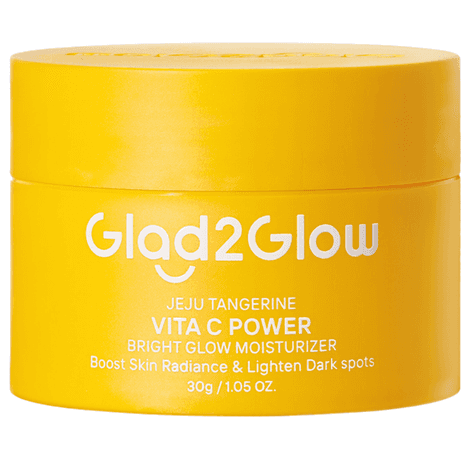 Glad2Glow
JEJU TANGERINE
VITA C POWER
BRIGHT GLOW MOISTURIZER
Boost Skin Radiance & Lighten Dark spots
30g / 1.05 OZ.